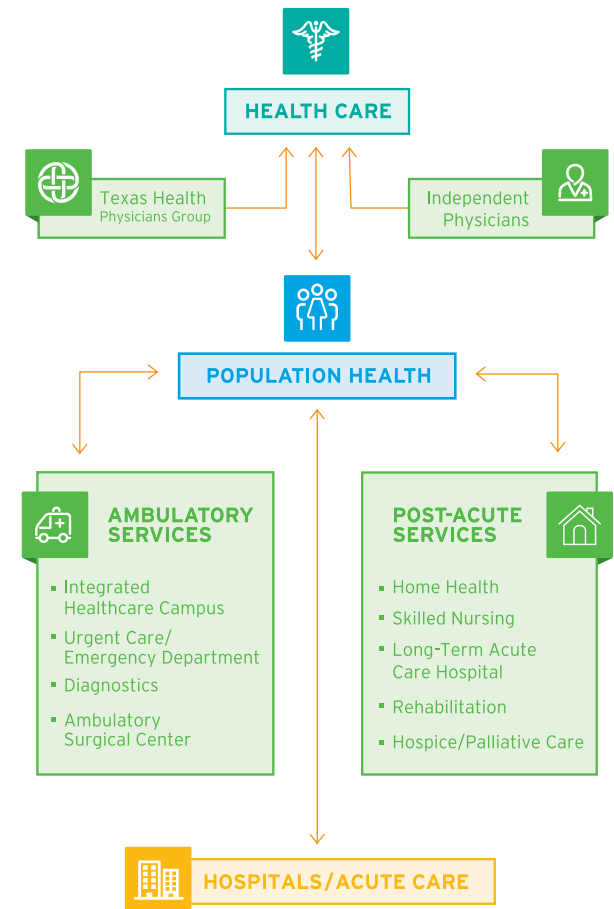 HEALTH CARE
Texas Health
Physicians Group
Independent
Physicians
POPULATION HEALTH
AMBULATORY
SERVICES
▪ Integrated
Healthcare Campus
▪ Urgent Care/
Emergency Department
▪ Diagnostics
▪ Ambulatory
Surgical Center
POST-ACUTE
SERVICES
▪ Home Health
▪ Skilled Nursing
▪ Long-Term Acute
Care Hospital
▪ Rehabilitation
▪ Hospice/Palliative Care
HOSPITALS/ACUTE CARE